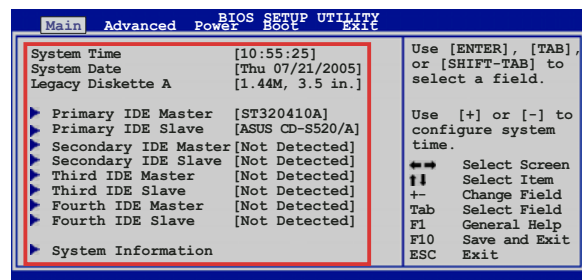 BIOS SETUP UTILITY
Main Advanced Power Boot Exit
System Time [10:55:25]
System Date [Thu 07/21/2005]
Legacy Diskette A [1.44M, 3.5 in.]
Primary IDE Master [ST320410A]
Primary IDE Slave [ASUS CD-S520/A]
Secondary IDE Master [Not Detected]
Secondary IDE Slave [Not Detected]
Third IDE Master [Not Detected]
Third IDE Slave [Not Detected]
Fourth IDE Master [Not Detected]
Fourth IDE Slave [Not Detected]
System Information
Use [ENTER], [TAB],
or [SHIFT-TAB] to
select a field.
Use [+] or [-] to
configure system
time.
Select Screen
Select Item
+- Change Field
Tab Select Field
F1 General Help
F10 Save and Exit
ESC Exit